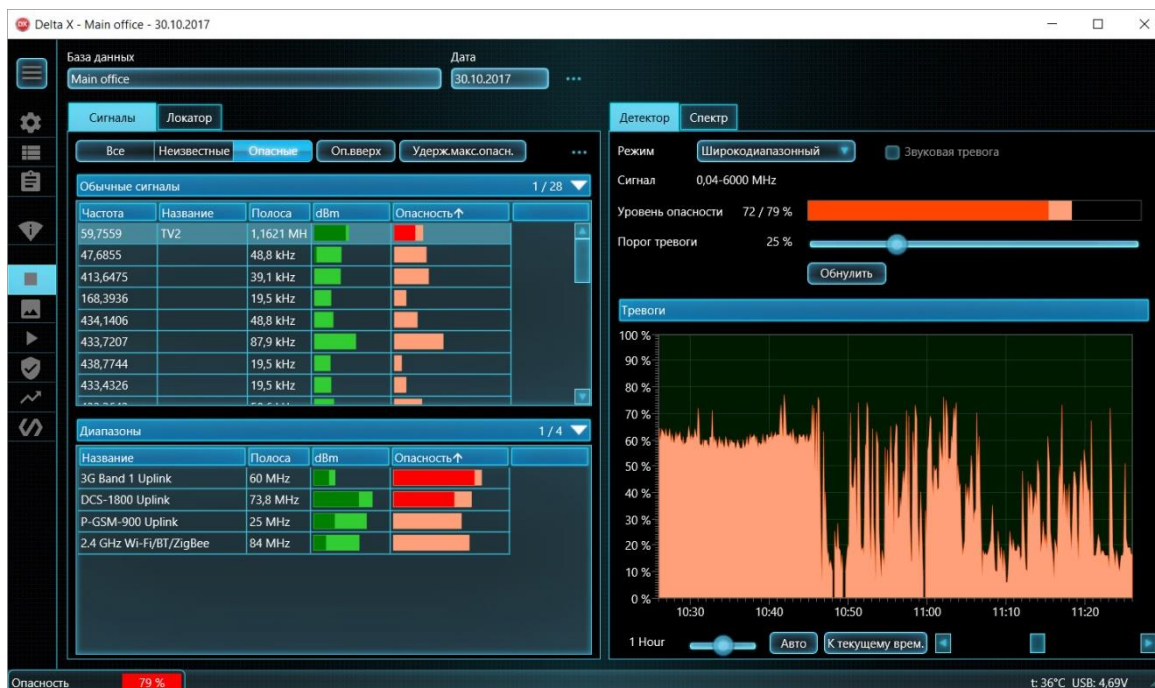 Delta X - Main office - 30.10.2017
База данных
Дата
Main office
30.10.2017
Сигналы Локатор
Все Неизвестные Опасные Оп.вверх Удерж.макс.опасн.
Обычные сигналы 1 / 28
Частота Название Полоса dBm Опасность↑
59,7559 TV2 1,1621 MH
47,6855 48,8 kHz
413,6475 39,1 kHz
168,3936 19,5 kHz
434,1406 48,8 kHz
433,7207 87,9 kHz
438,7744 19,5 kHz
433,4326 19,5 kHz
Диапазоны 1 / 4
Название Полоса dBm Опасность↑
3G Band 1 Uplink 60 MHz
DCS-1800 Uplink 73,8 MHz
P-GSM-900 Uplink 25 MHz
2.4 GHz Wi-Fi/BT/ZigBee 84 MHz
Детектор Спектр
Режим Широкодиапазонный Звуковая тревога
Сигнал 0,04-6000 MHz
Уровень опасности 72 / 79 %
Порог тревоги 25 %
Обнулить
Тревоги
100 %
90 %
80 %
70 %
60 %
50 %
40 %
30 %
20 %
10 %
0 %
10:30 10:40 10:50 11:00 11:10 11:20
1 Hour Авто К текущему врем.
Опасность 79 % t: 36°C USB: 4,69V